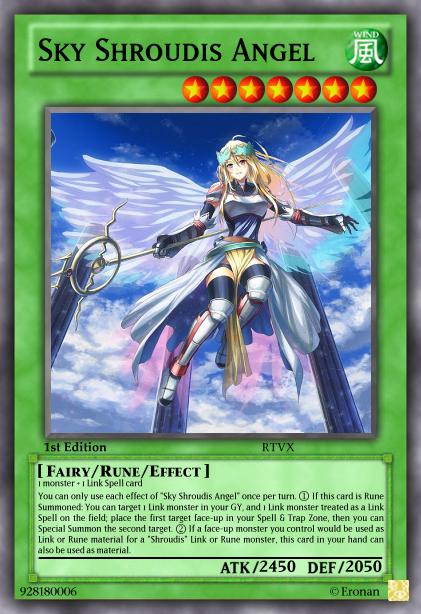 SKY SHROUDIS ANGEL
WIND
風
1st Edition RTVX
[ FAIRY/RUNE/EFFECT ]
1 monster + 1 Link Spell card
You can only use each effect of "Sky Shroudis Angel" once per turn. ① If this card is Rune
Summoned: You can target 1 Link monster in your GY, and 1 Link monster treated as a Link
Spell on the field; place the first target face-up in your Spell & Trap Zone, then you can
Special Summon the second target. ② If a face-up monster you control would be used as
Link or Rune material for a "Shroudis" Link or Rune monster, this card in your hand can
also be used as material.
ATK/2450 DEF/2050
928180006 ©Eronan